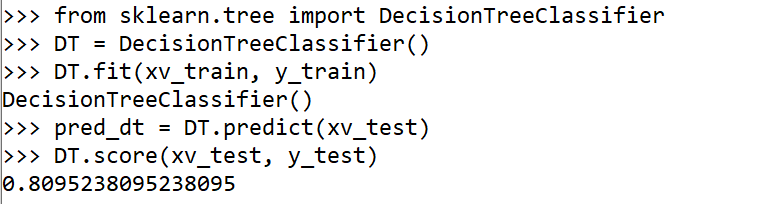 >>> from sklearn.tree import DecisionTreeClassifier
>>> DT = DecisionTreeClassifier()
>>> DT.fit(xv_train, y_train)
DecisionTreeClassifier()
>>> pred_dt = DT.predict(xv_test)
>>> DT.score(xv_test, y_test)
0.8095238095238095